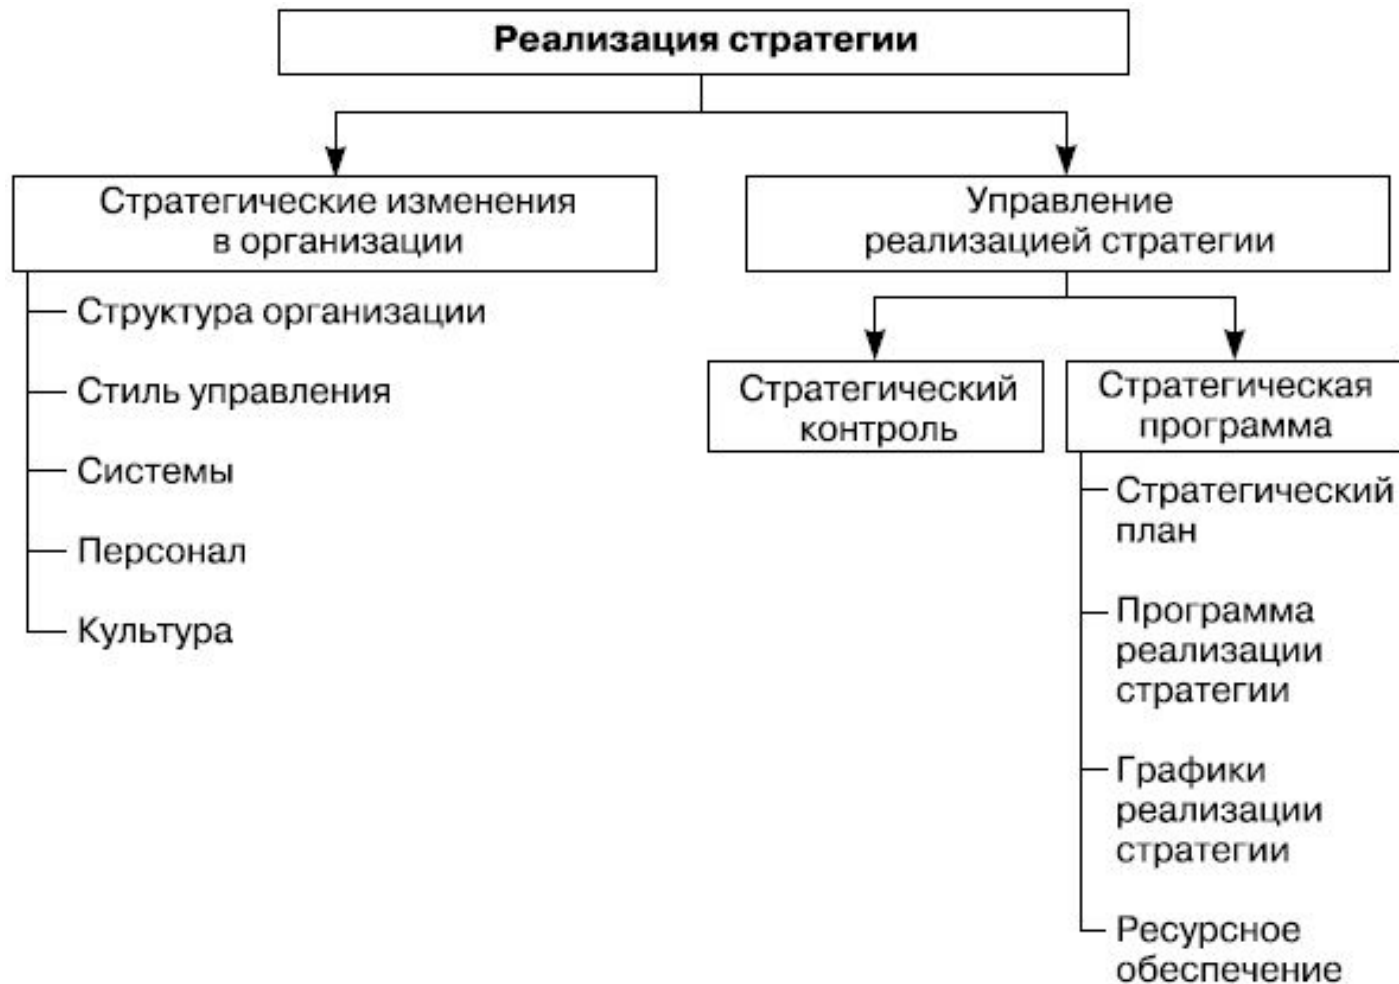 Реализация стратегии
Стратегические изменения
в организации
Структура организации
Стиль управления
Системы
Персонал
Культура
Управление
реализацией стратегии
Стратегический
контроль
Стратегическая
программа
Стратегический
план
Программа
реализации
стратегии
Графики
реализации
стратегии
Ресурсное
обеспечение